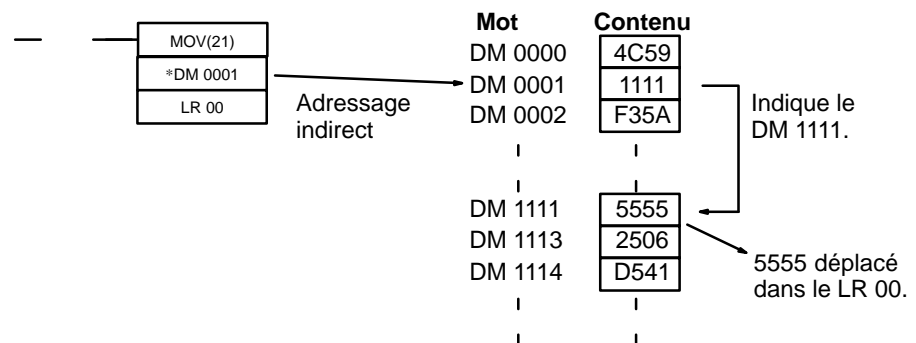 MOV(21)
*DM 0001
LR 00
Adressage
indirect
Mot Contenu
DM 0000 4C59
DM 0001 1111
DM 0002 F35A
Indique le
DM 1111.
DM 1111 5555
DM 1113 2506
DM 1114 D541
5555 déplacé
dans le LR 00.